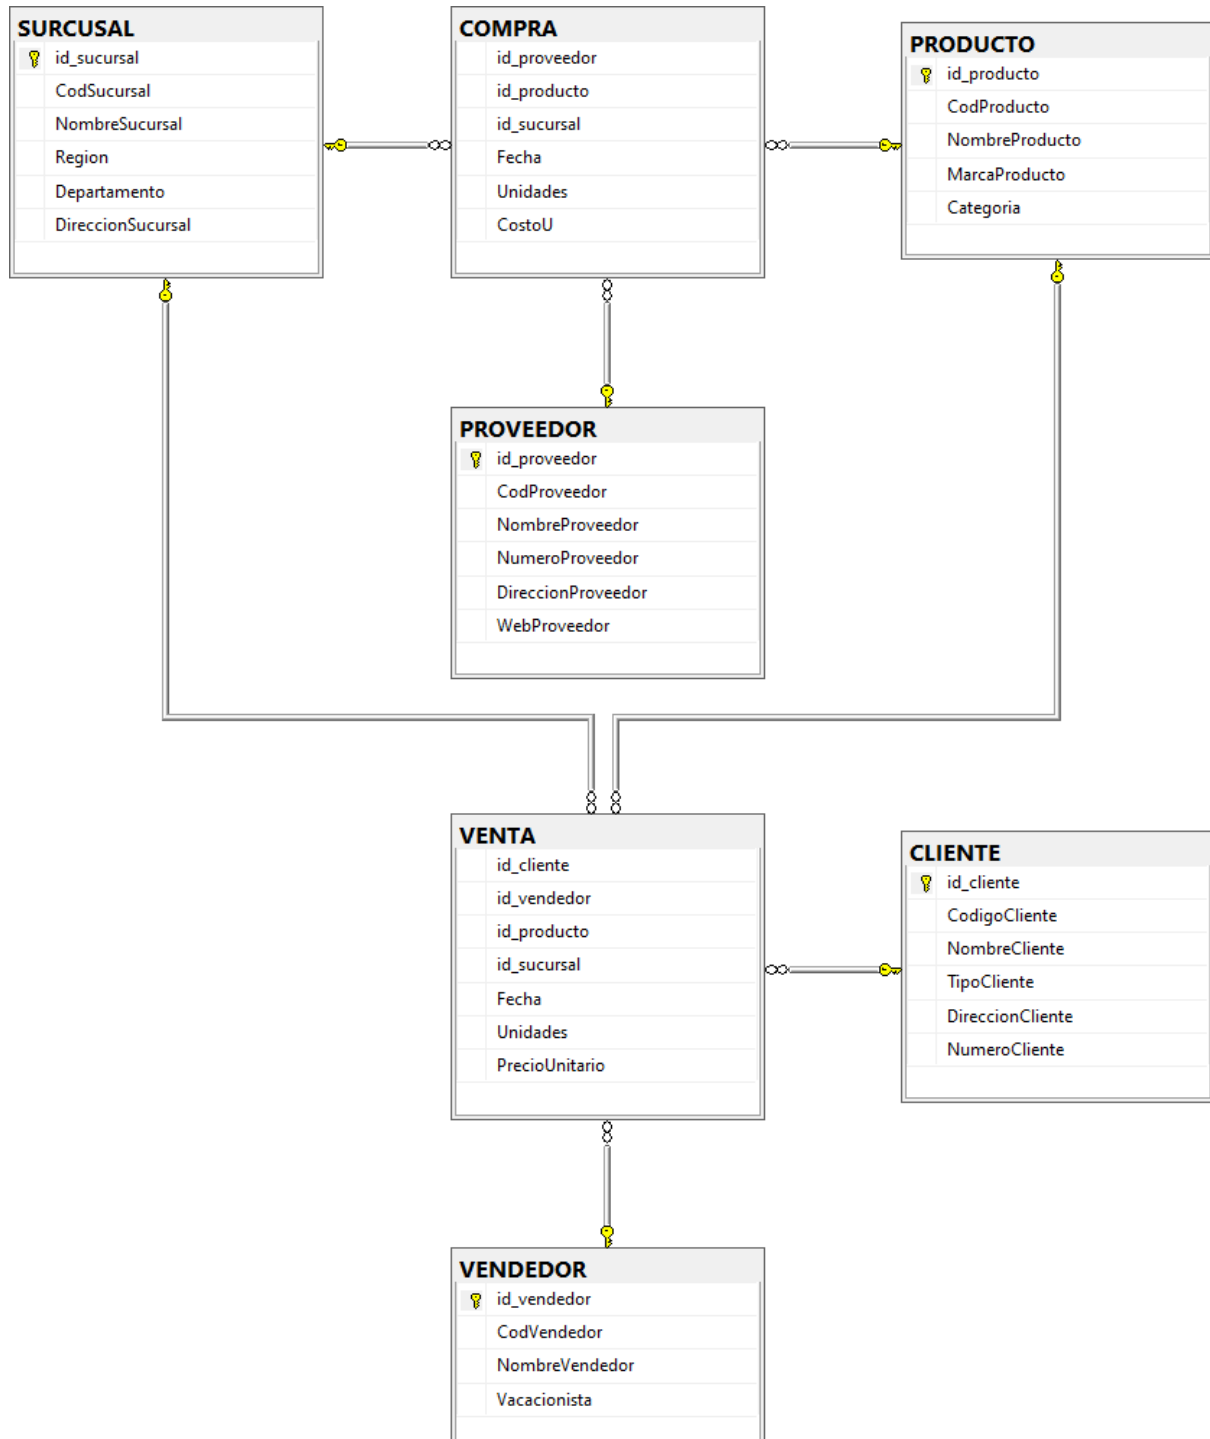 SURCUSAL
id_sucursal
CodSucursal
NombreSucursal
Region
Departamento
DireccionSucursal
COMPRA
id_proveedor
id_producto
id_sucursal
Fecha
Unidades
CostoU
PRODUCTO
id_producto
CodProducto
NombreProducto
MarcaProducto
Categoria
PROVEEDOR
id_proveedor
CodProveedor
NombreProveedor
NumeroProveedor
DireccionProveedor
WebProveedor
VENTA
id_cliente
id_vendedor
id_producto
id_sucursal
Fecha
Unidades
PrecioUnitario
CLIENTE
id_cliente
CodigoCliente
NombreCliente
TipoCliente
DireccionCliente
NumeroCliente
VENDEDOR
id_vendedor
CodVendedor
NombreVendedor
Vacacionista